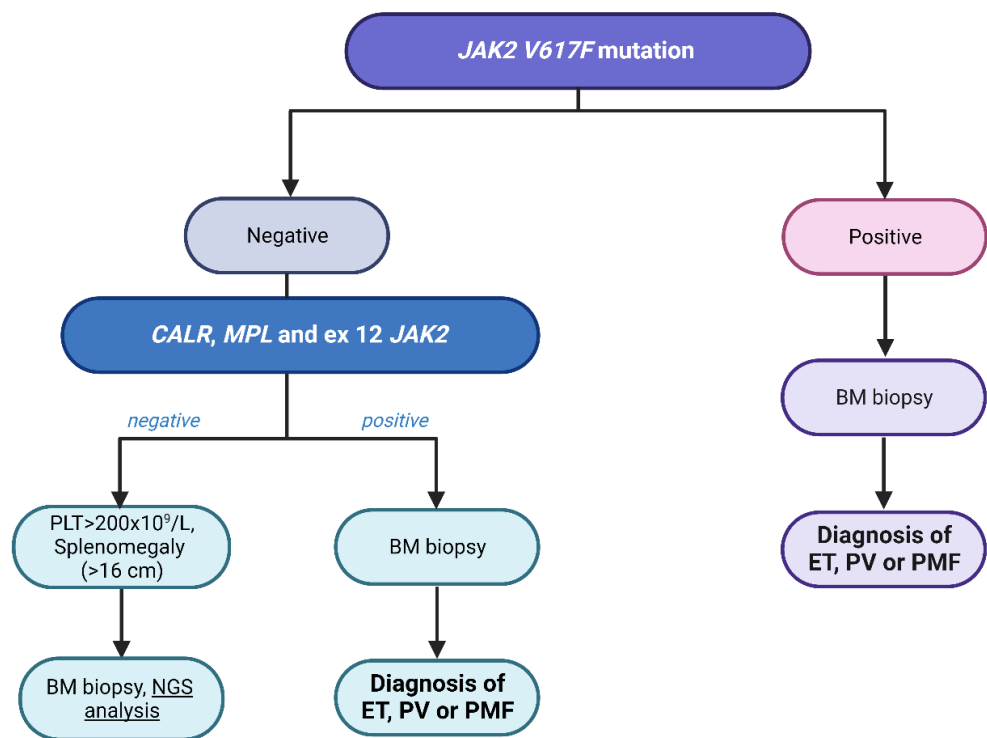 JAK2 V617F mutation
Negative
Positive
CALR, MPL and ex 12 JAK2
BM biopsy
negative
positive
PLT>200x10⁹/L,
Splenomegaly
(>16 cm)
BM biopsy
Diagnosis of
ET, PV or PMF
BM biopsy, NGS
analysis
Diagnosis of
ET, PV or PMF